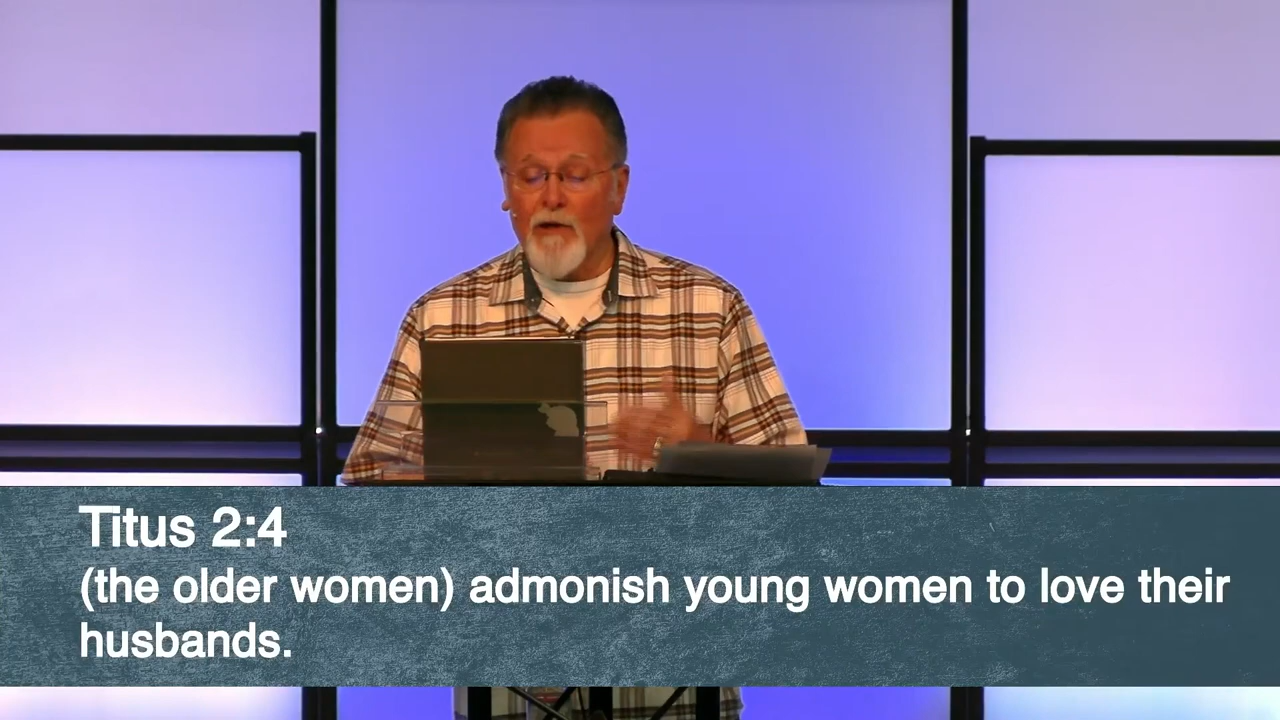 Titus 2:4
(the older women) admonish young women to love their
husbands.